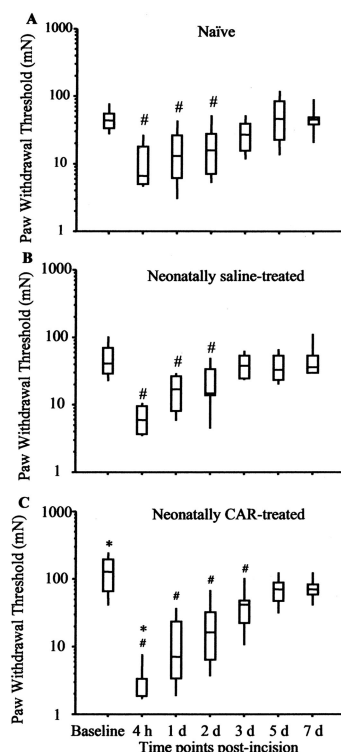 A
Naïve
Paw Withdrawal Threshold (mN)
1000
100
10
1
# # #
B
Neonatally saline-treated
Paw Withdrawal Threshold (mN)
1000
100
10
1
# # #
C
Neonatally CAR-treated
Paw Withdrawal Threshold (mN)
1000
100
10
1
* * # # # #
Baseline 4 h 1 d 2 d 3 d 5 d 7 d
Time points post-incision